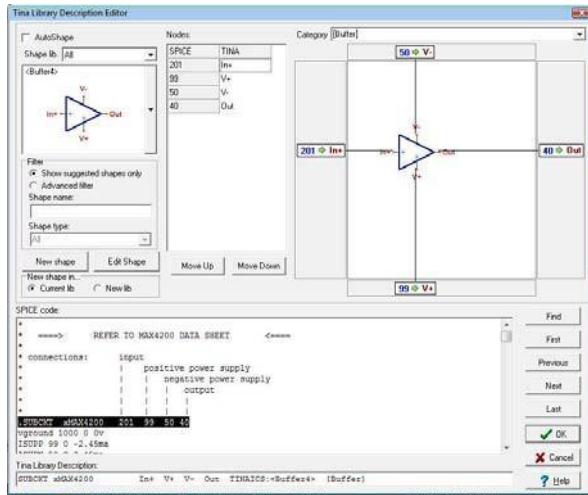 Tina Library Description Editor
AutoShape
Shape lib All
<Buffer4>
V-
In+
Out
V+
Filter
Show suggested shapes only
Advanced filter
Shape name:
Shape type:
All
New shape
Edit Shape
New shape in...
Current lib
New lib
Nodes:
SPICE TINA
201 In+
99 V+
50 V-
40 Out
Move Up
Move Down
Category [Buffer]
50 V-
201 In+
In+
V-
Out
V+
40 Out
99 V+
SPICE code:
*
* ====> REFER TO MAX4200 DATA SHEET <====
*
* connections: input
* | positive power supply
* | | negative power supply
* | | | output
* | | | |
* | | | |
.SUBCKT xMAX4200 201 99 50 40
vground 1000 0 0v
ISUPP 99 0 -2.45ma
Find
First
Previous
Next
Last
OK
Cancel
Help
Tina Library Description:
SUBCKT xMAX4200 In+ V+ V- Out TINAICS:<Buffer4> [Buffer]